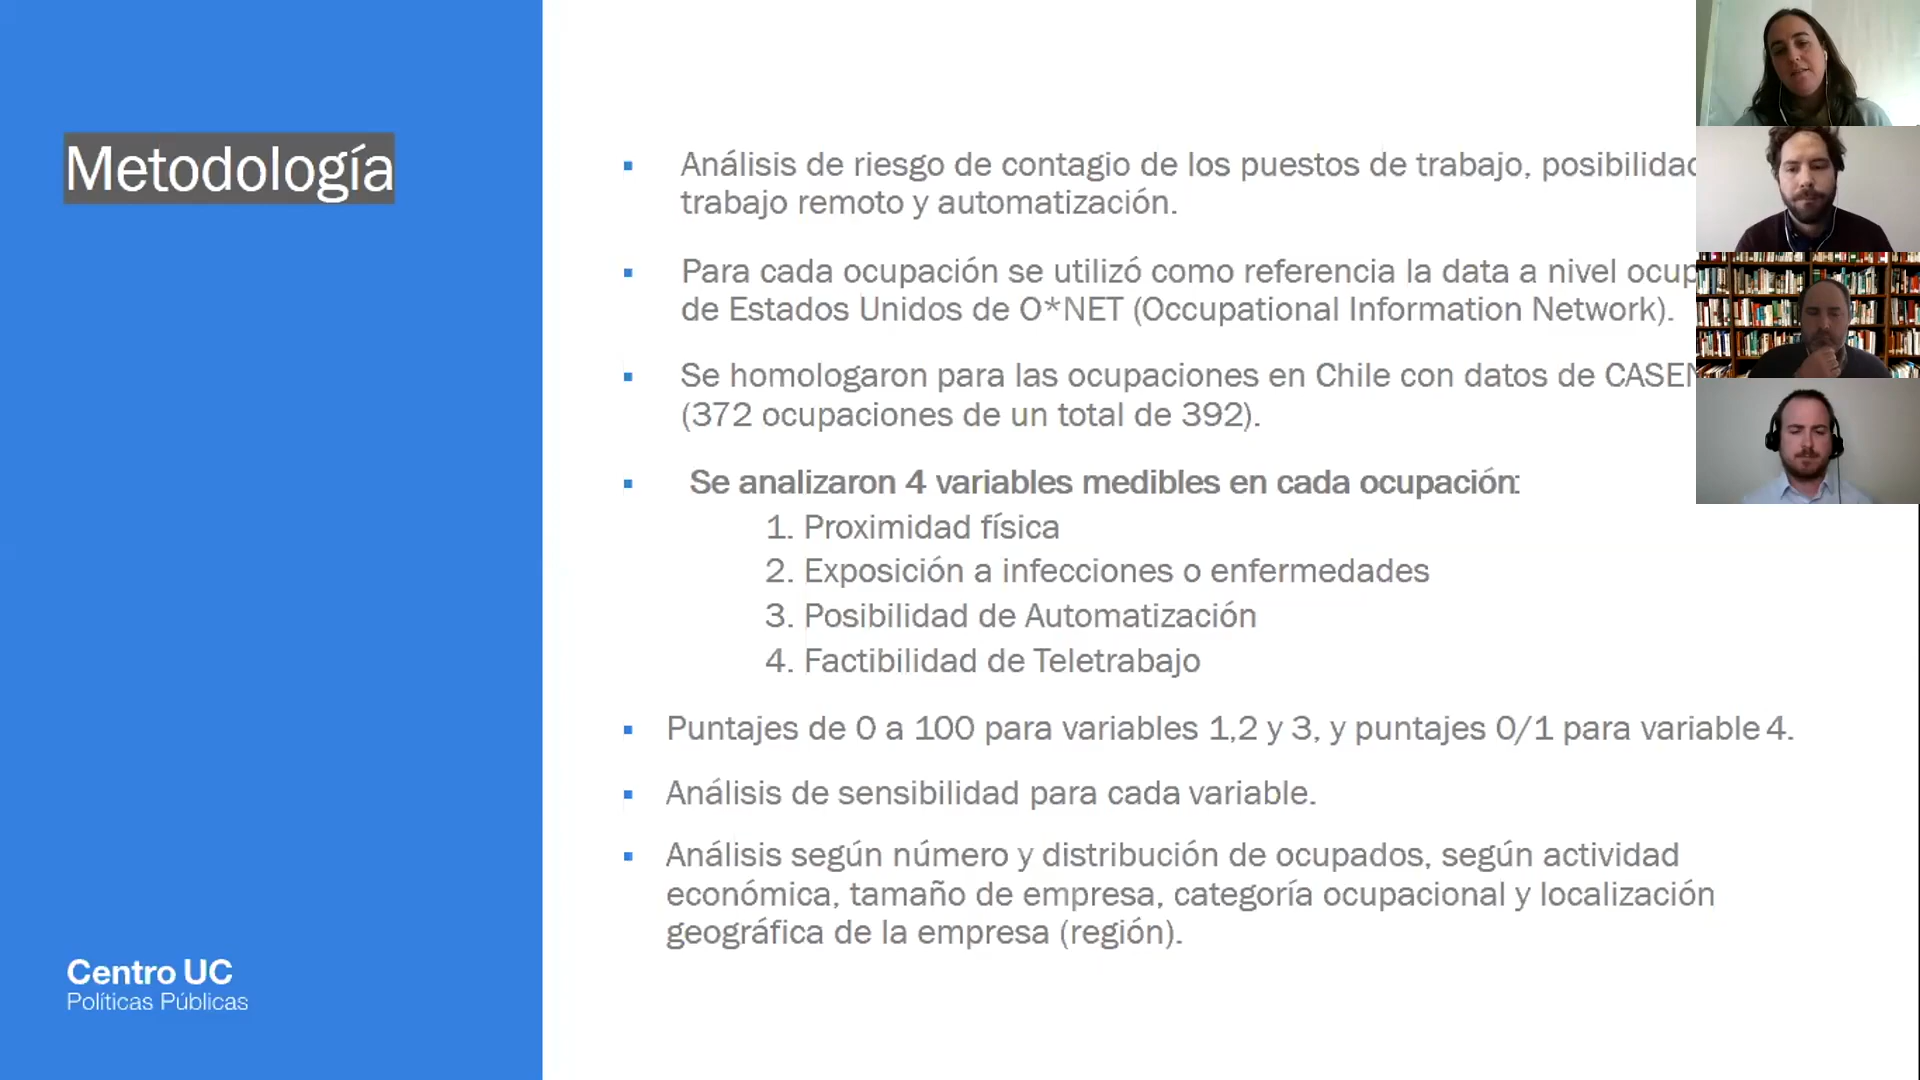 Metodología
Análisis de riesgo de contagio de los puestos de trabajo, posibilidad
trabajo remoto y automatización.
Para cada ocupación se utilizó como referencia la data a nivel
de Estados Unidos de O*NET (Occupational Information Network).
Se homologaron para las ocupaciones en Chile con datos de CASEN
(372 ocupaciones de un total de 392).
Se analizaron 4 variables medibles en cada ocupación:
1. Proximidad física
2. Exposición a infecciones o enfermedades
3. Posibilidad de Automatización
4. Factibilidad de Teletrabajo
Puntajes de 0 a 100 para variables 1,2 y 3, y puntajes 0/1 para variable 4.
Análisis de sensibilidad para cada variable.
Análisis según número y distribución de ocupados, según actividad
económica, tamaño de empresa, categoría ocupacional y localización
geográfica de la empresa (región).
Centro UC
Políticas Públicas